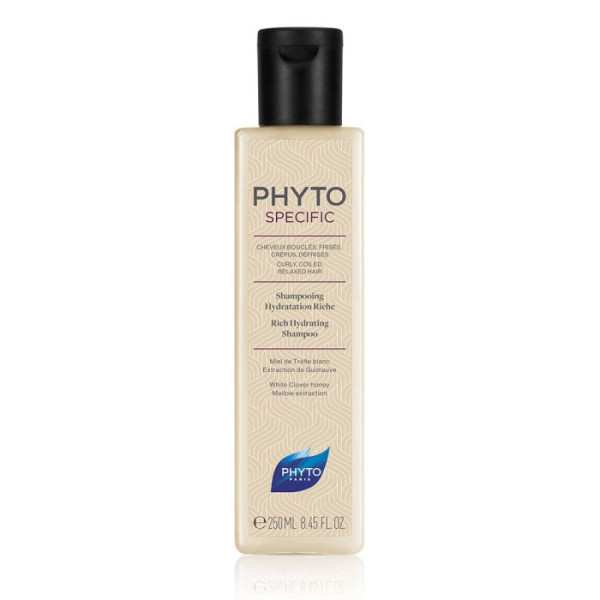 PHYTO
SPECIFIC
CHEVEUX BOUCLÉS, FRISÉS,
CRÉPUS, DÉFRISÉS
CURLY, COILED,
RELAXED HAIR
Shampooing
Hydratation Riche
Rich Hydrating
Shampoo
Miel de Trèfle blanc
Extraction de Guimauve
White Clover honey
Mallow extraction
PHYTO
PARIS
e 250 ML 8.45 FL. OZ.